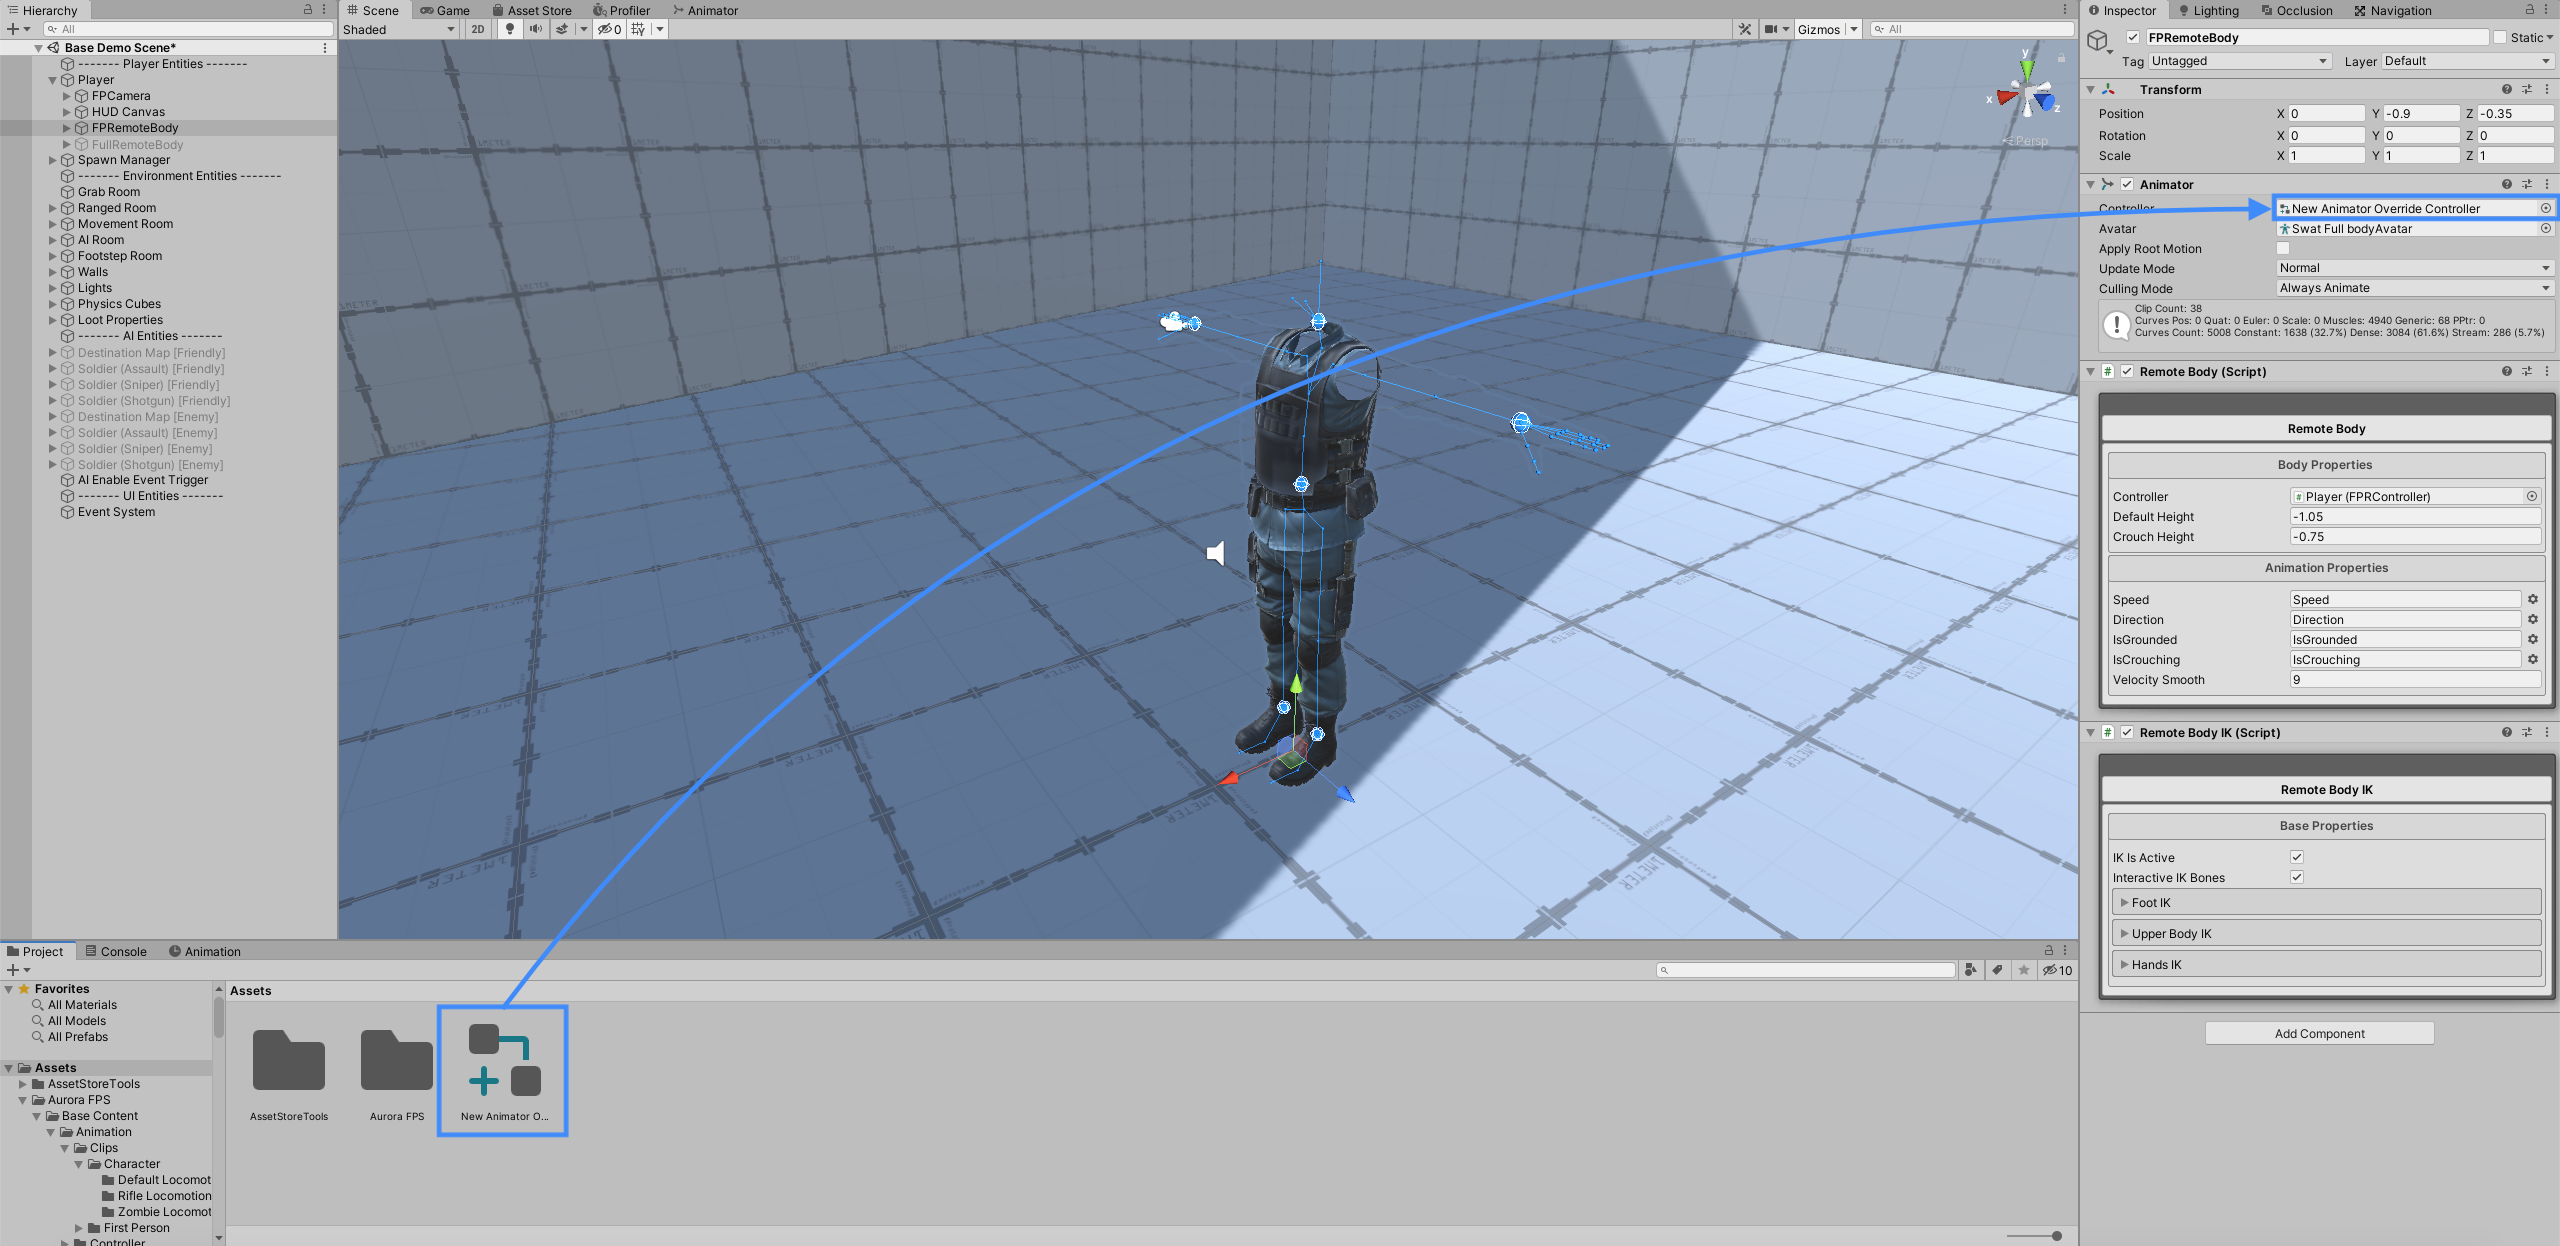 Hierarchy
All
Base Demo Scene*
------- Player Entities -------
Player
FPCamera
HUD Canvas
FPRemoteBody
FullRemoteBody
Spawn Manager
------- Environment Entities -------
Grab Room
Ranged Room
Movement Room
AI Room
Footstep Room
Walls
Lights
Physics Cubes
Loot Properties
------- AI Entities -------
Destination Map [Friendly]
Soldier (Assault) [Friendly]
Soldier (Sniper) [Friendly]
Soldier (Shotgun) [Friendly]
Destination Map [Enemy]
Soldier (Assault) [Enemy]
Soldier (Sniper) [Enemy]
Soldier (Shotgun) [Enemy]
AI Enable Event Trigger
------- UI Entities -------
Event System
Scene Game Asset Store Profiler Animator
Shaded 2D 0 Gizmos All
y
x
z
Persp
METER
METER
METER
METER
Inspector Lighting Occlusion Navigation
FPRemoteBody Static
Tag Untagged Layer Default
Transform
Position X 0 Y -0.9 Z -0.35
Rotation X 0 Y 0 Z 0
Scale X 1 Y 1 Z 1
Animator
Controller New Animator Override Controller
Avatar Swat Full bodyAvatar
Apply Root Motion
Update Mode Normal
Culling Mode Always Animate
Clip Count: 38
Curves Pos: 0 Quat: 0 Euler: 0 Scale: 0 Muscles: 4940 Generic: 68 PPtr: 0
Curves Count: 5008 Constant: 1638 (32.7%) Dense: 3084 (61.6%) Stream: 286 (5.7%)
Remote Body (Script)
Remote Body
Body Properties
Controller Player (FPRController)
Default Height -1.05
Crouch Height -0.75
Animation Properties
Speed Speed
Direction Direction
IsGrounded IsGrounded
IsCrouching IsCrouching
Velocity Smooth 9
Remote Body IK (Script)
Remote Body IK
Base Properties
IK Is Active
Interactive IK Bones
Foot IK
Upper Body IK
Hands IK
Add Component
Project Console Animation
10
Favorites
All Materials
All Models
All Prefabs
Assets
AssetStoreTools
Aurora FPS
Base Content
Animation
Clips
Character
Default Locomot
Rifle Locomotion
Zombie Locomot
First Person
Controller
Assets
AssetStoreTools Aurora FPS New Animator O...